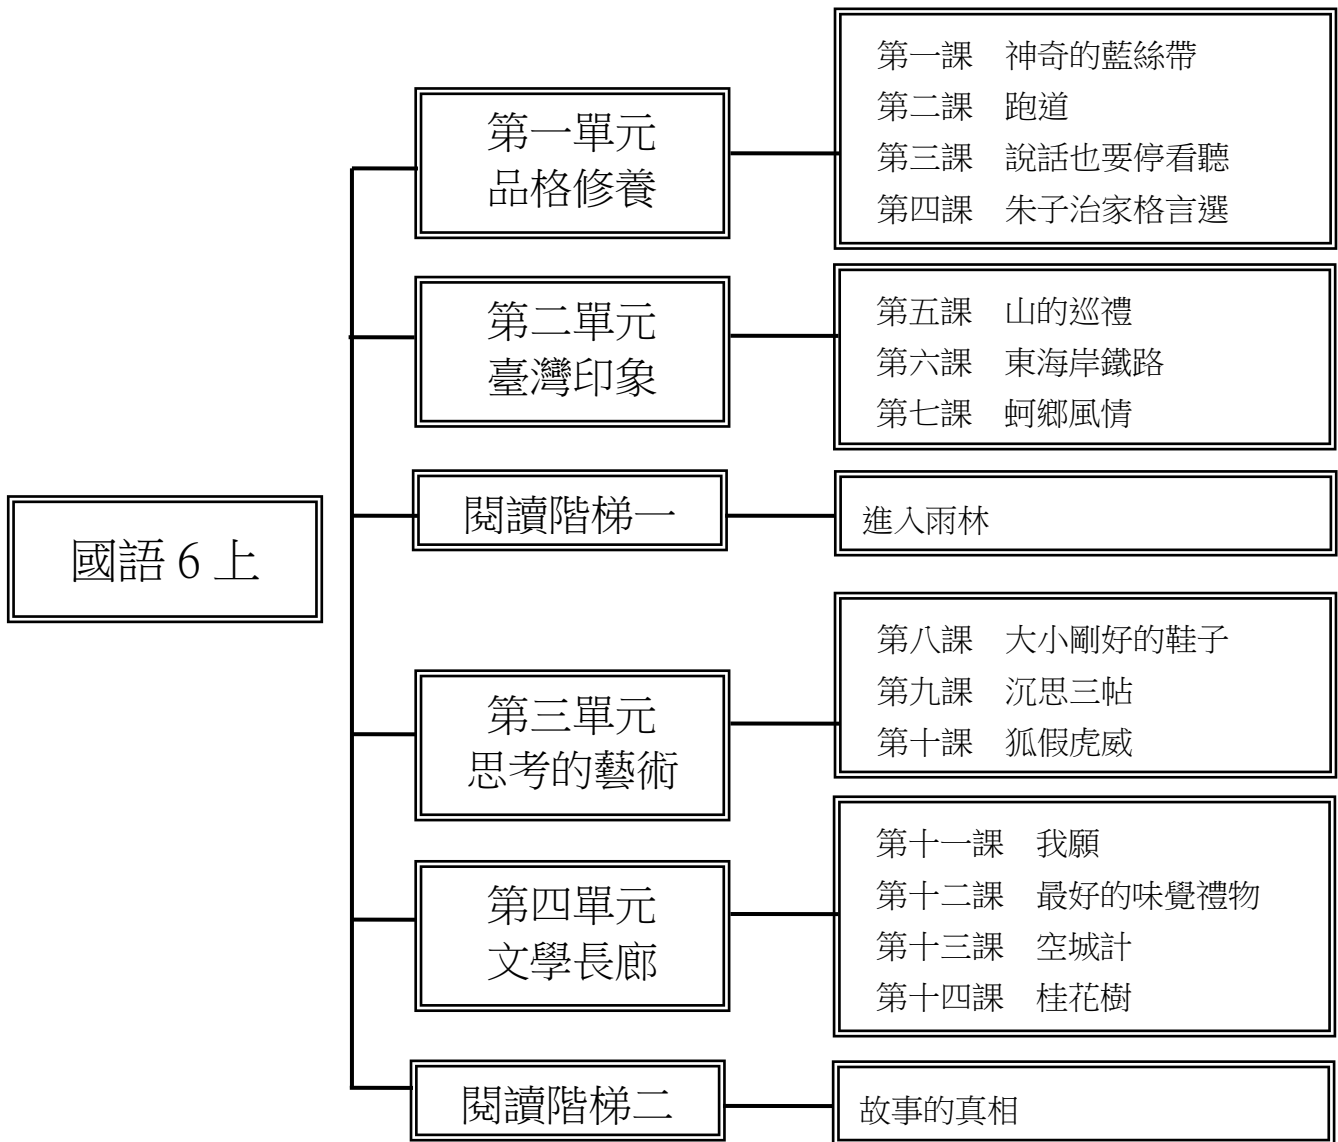 國語 6 上
第一單元
品格修養
第一課 神奇的藍絲帶
第二課 跑道
第三課 說話也要停看聽
第四課 朱子治家格言選
第二單元
臺灣印象
第五課 山的巡禮
第六課 東海岸鐵路
第七課 蚵鄉風情
閱讀階梯一
進入雨林
第三單元
思考的藝術
第八課 大小剛好的鞋子
第九課 沉思三帖
第十課 狐假虎威
第四單元
文學長廊
第十一課 我願
第十二課 最好的味覺禮物
第十三課 空城計
第十四課 桂花樹
閱讀階梯二
故事的真相